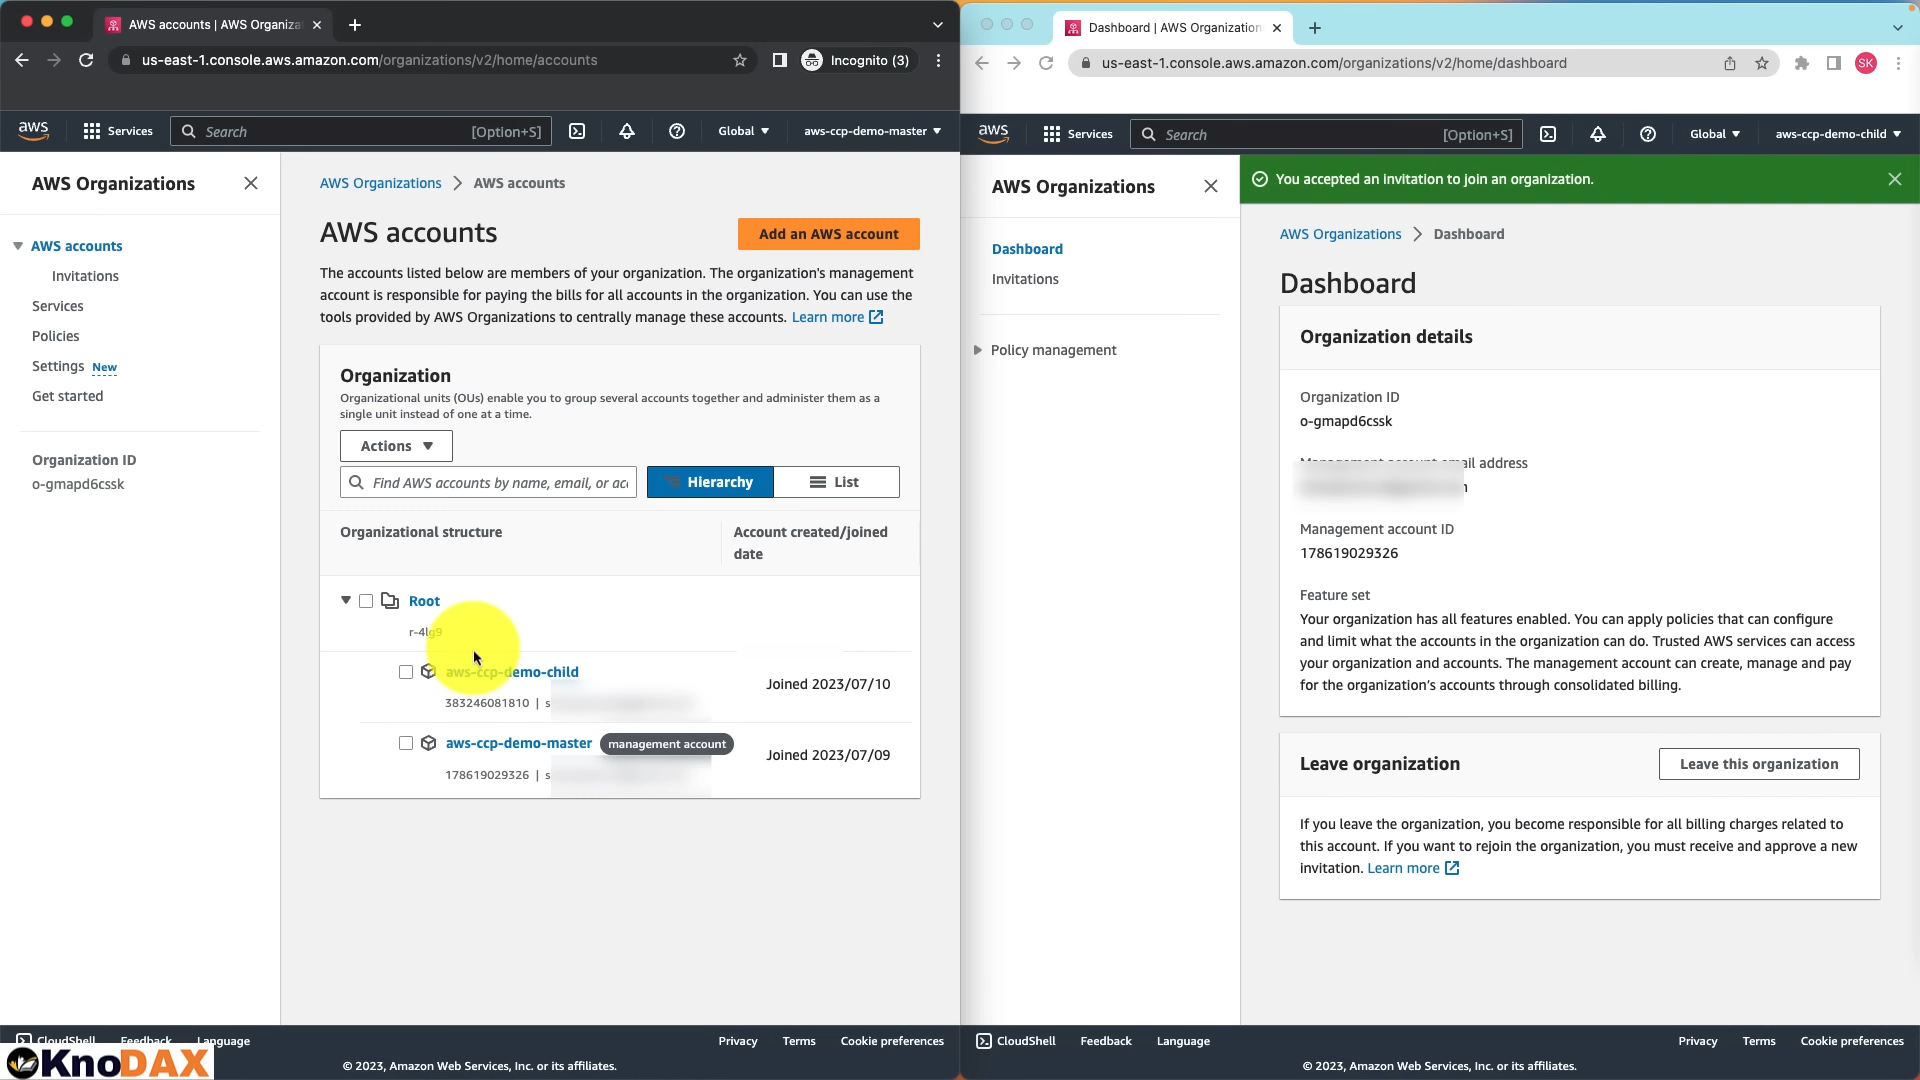 AWS accounts | AWS Organiza
us-east-1.console.aws.amazon.com/organizations/v2/home/accounts
Incognito (3)
aws
Services
Search
[Option+S]
Global
aws-ccp-demo-master
AWS Organizations
AWS accounts
Invitations
Services
Policies
Settings New
Get started
Organization ID
o-gmapd6cssk
AWS Organizations > AWS accounts
AWS accounts
Add an AWS account
The accounts listed below are members of your organization. The organization's management
account is responsible for paying the bills for all accounts in the organization. You can use the
tools provided by AWS Organizations to centrally manage these accounts. Learn more
Organization
Organizational units (OUs) enable you to group several accounts together and administer them as a
single unit instead of one at a time.
Actions
Find AWS accounts by name, email, or acc
Hierarchy
List
Organizational structure
Account created/joined
date
Root
r-4lg9
aws-ccp-demo-child
383246081810 | s
Joined 2023/07/10
aws-ccp-demo-master
management account
178619029326 | s
Joined 2023/07/09
CloudShell
Feedback
Language
Privacy
Terms
Cookie preferences
© 2023, Amazon Web Services, Inc. or its affiliates.
KnoDAX
Dashboard | AWS Organization
us-east-1.console.aws.amazon.com/organizations/v2/home/dashboard
SK
aws
Services
Search
[Option+S]
Global
aws-ccp-demo-child
AWS Organizations
Dashboard
Invitations
Policy management
You accepted an invitation to join an organization.
AWS Organizations > Dashboard
Dashboard
Organization details
Organization ID
o-gmapd6cssk
Management account email address
Management account ID
178619029326
Feature set
Your organization has all features enabled. You can apply policies that can configure
and limit what the accounts in the organization can do. Trusted AWS services can access
your organization and accounts. The management account can create, manage and pay
for the organization's accounts through consolidated billing.
Leave organization
Leave this organization
If you leave the organization, you become responsible for all billing charges related to
this account. If you want to rejoin the organization, you must receive and approve a new
invitation. Learn more
CloudShell
Feedback
Language
Privacy
Terms
Cookie preferences
© 2023, Amazon Web Services, Inc. or its affiliates.